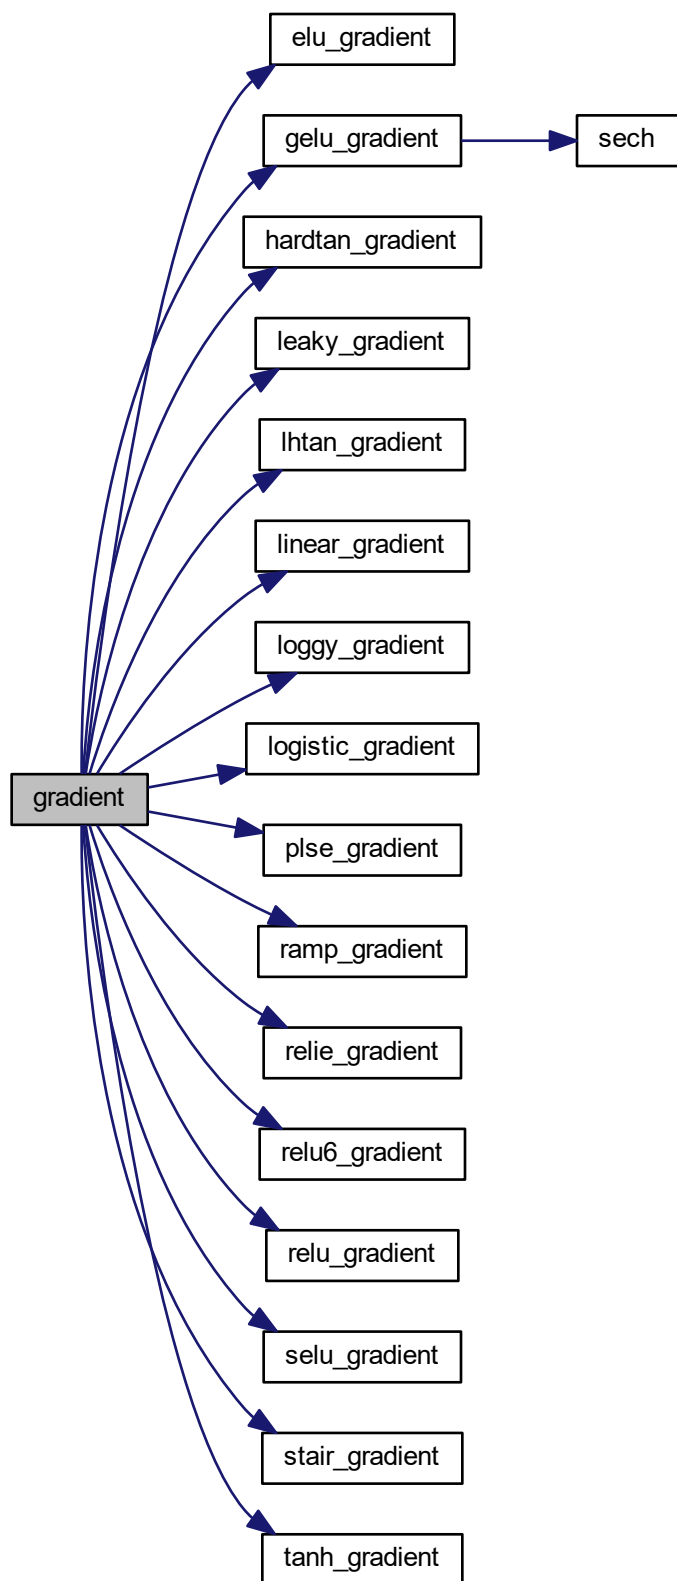 elu_gradient
gelu_gradient
sech
hardtan_gradient
leaky_gradient
lhtan_gradient
linear_gradient
loggy_gradient
logistic_gradient
gradient
plse_gradient
ramp_gradient
relie_gradient
relu6_gradient
relu_gradient
selu_gradient
stair_gradient
tanh_gradient